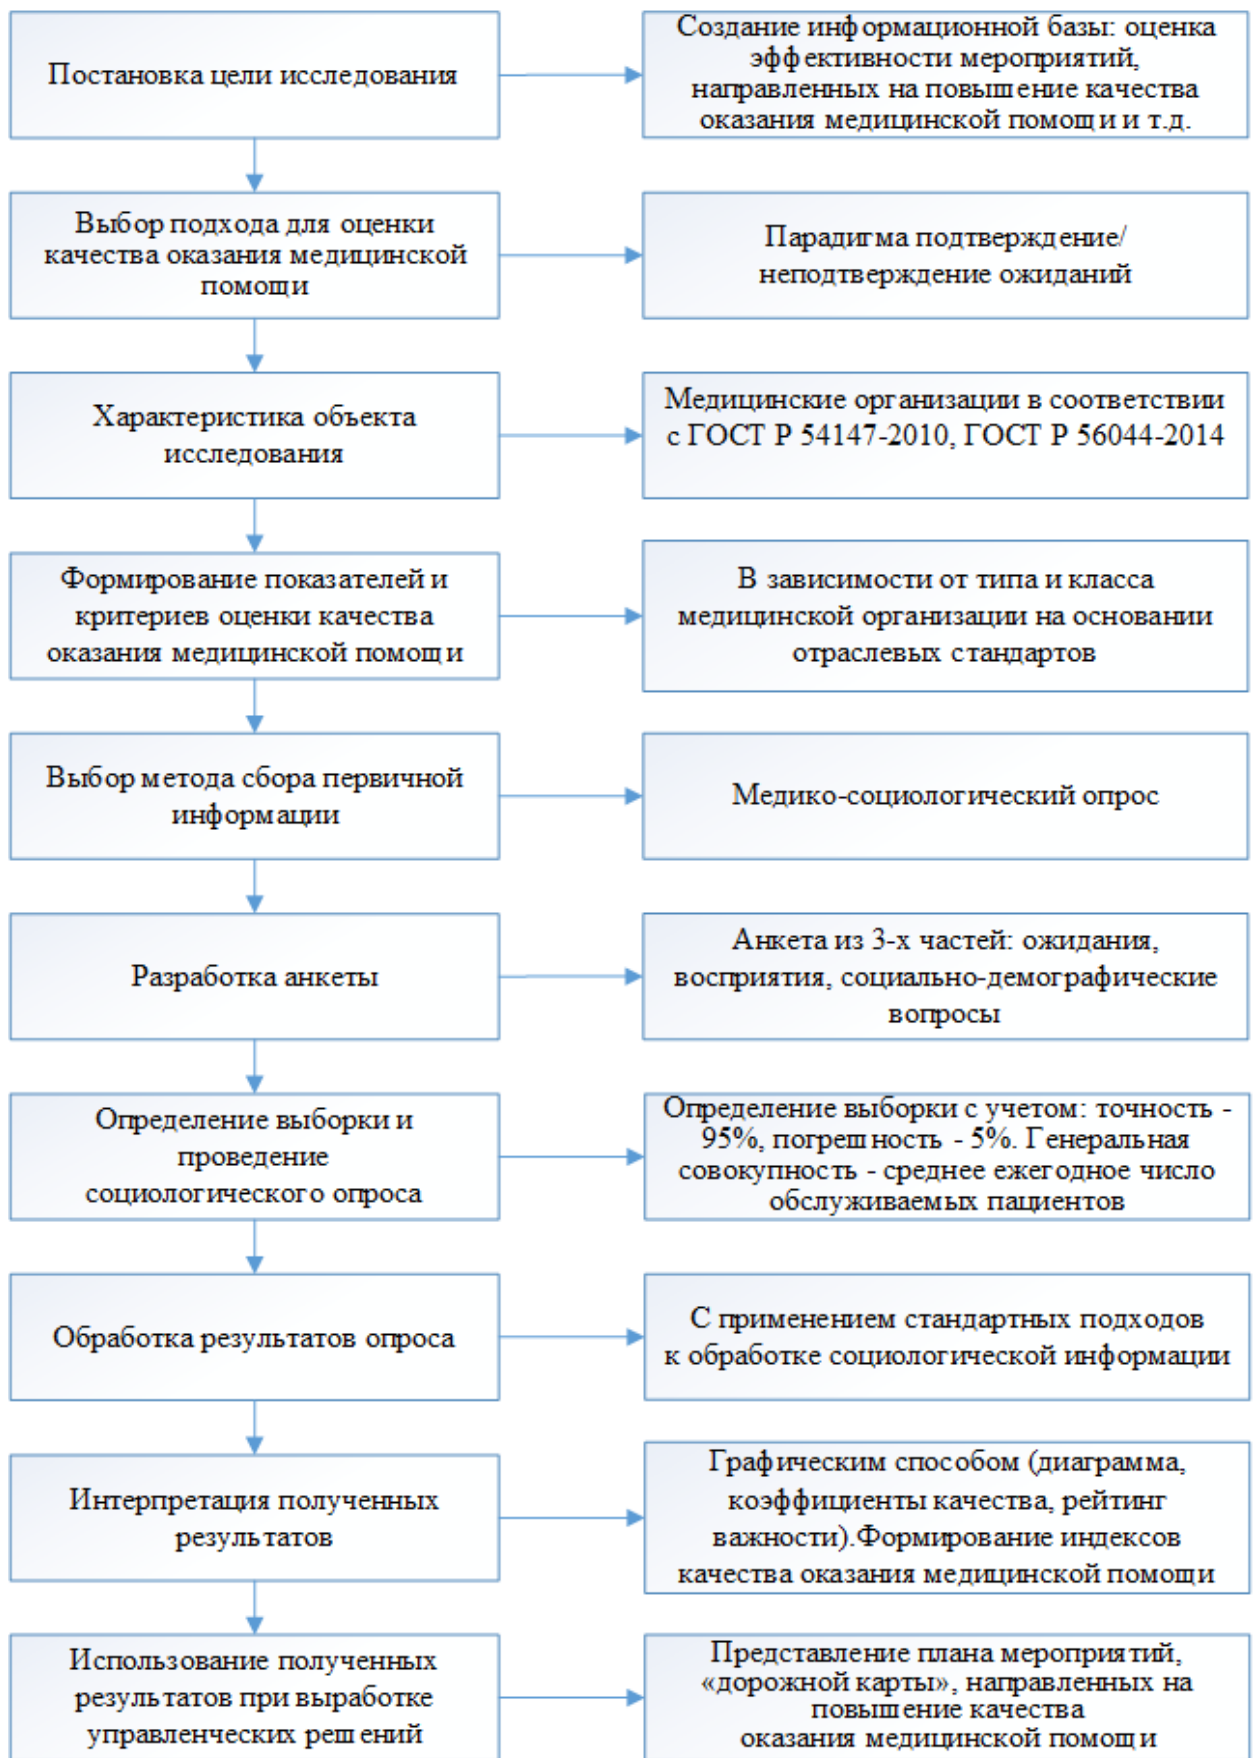 Постановка цели исследования
Создание информационной базы: оценка
эффективности мероприятий,
направленных на повышение качества
оказания медицинской помощи и т.д.
Выбор подхода для оценки
качества оказания медицинской
помощи
Парадигма подтверждение/
неподтверждение ожиданий
Характеристика объекта
исследования
Медицинские организации в соответствии
с ГОСТ Р 54147-2010, ГОСТ Р 56044-2014
Формирование показателей и
критериев оценки качества
оказания медицинской помощи
В зависимости от типа и класса
медицинской организации на основании
отраслевых стандартов
Выбор метода сбора первичной
информации
Медико-социологический опрос
Разработка анкеты
Анкета из 3-х частей: ожидания,
восприятия, социально-демографические
вопросы
Определение выборки и
проведение
социологического опроса
Определение выборки с учетом: точность -
95%, погрешность - 5%. Генеральная
совокупность - среднее ежегодное число
обслуживаемых пациентов
Обработка результатов опроса
С применением стандартных подходов
к обработке социологической информации
Интерпретация полученных
результатов
Графическим способом (диаграмма,
коэффициенты качества, рейтинг
важности).Формирование индексов
качества оказания медицинской помощи
Использование полученных
результатов при выработке
управленческих решений
Представление плана мероприятий,
«дорожной карты», направленных на
повышение качества
оказания медицинской помощи